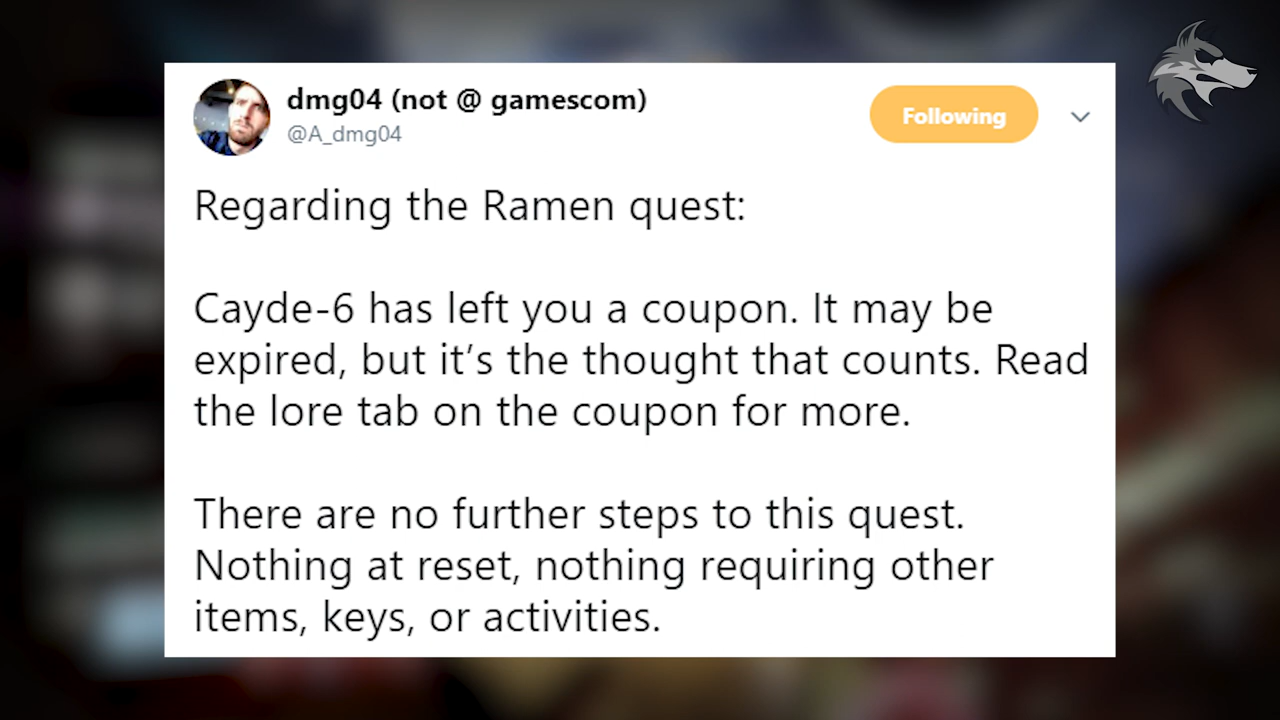 dmg04 (not @ gamescom)
@A_dmg04
Following
Regarding the Ramen quest:
Cayde-6 has left you a coupon. It may be
expired, but it’s the thought that counts. Read
the lore tab on the coupon for more.
There are no further steps to this quest.
Nothing at reset, nothing requiring other
items, keys, or activities.